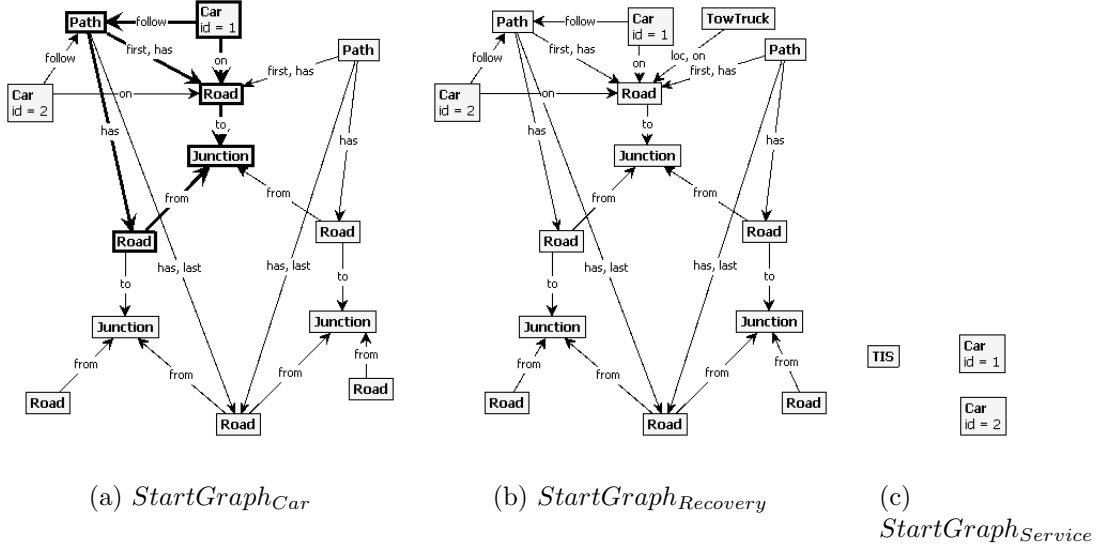 Path
Car
id = 1
follow
first, has
on
follow
Path
first, has
Car
id = 2
on
Road
has
to
has
Junction
from
from
Road
Road
to
has, last
has, last
to
Junction
Junction
from
from
from
from
Road
Road
Road
(a) StartGraph_Car
Path
Car
id = 1
TowTruck
follow
first, has
on
loc, on
Path
follow
first, has
Car
id = 2
on
Road
has
to
has
Junction
from
from
Road
Road
to
has, last
has, last
to
Junction
Junction
from
from
from
from
Road
Road
Road
(b) StartGraph_Recovery
TIS
Car
id = 1
Car
id = 2
(c)
StartGraph_Service